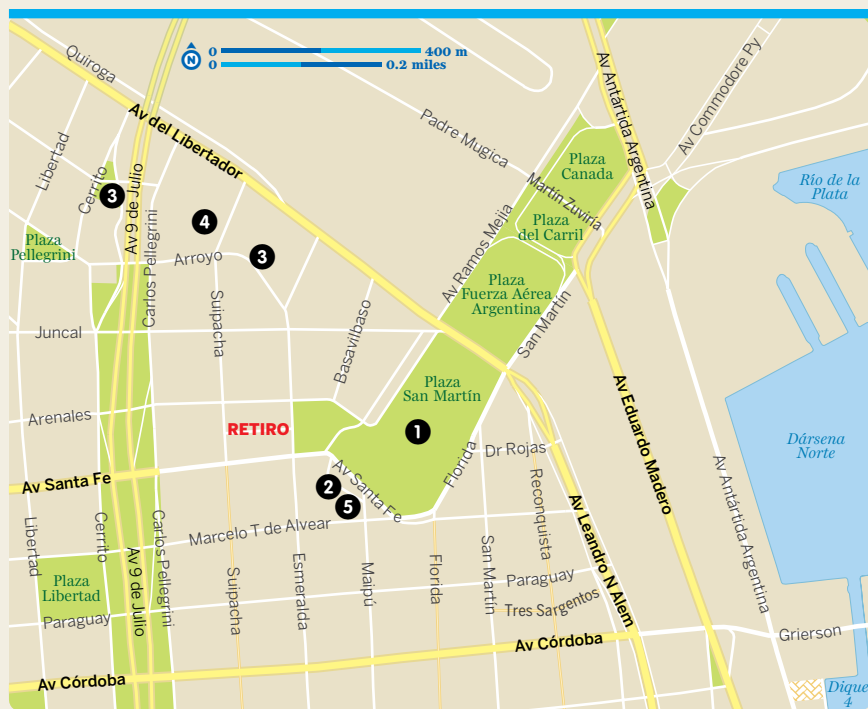 Quiroga
N
0
400 m
0
0.2 miles
Av del Libertador
Padre Mugica
Av Antártida Argentina
Av Commodore Py
Libertad
Cerrito
3
Av 9 de Julio
4
Plaza
Canada
Martín Zuviría
Río de la
Plata
Plaza
Pellegrini
Carlos Pellegrini
Arroyo
3
Plaza
del Carril
Av Ramos Mejía
Suipacha
Juncal
Basavilbaso
Plaza
Fuerza Aérea
Argentina
San Martín
Av Eduardo Madero
Arenales
RETIRO
Plaza
San Martín
1
Dársena
Norte
Dr Rojas
Florida
Av Santa Fe
2
5
Av Santa Fe
Reconquista
Av Leandro N Alem
Av Antártida Argentina
Libertad
Cerrito
Av 9 de Julio
Carlos Pellegrini
Marcelo T de Alvear
Suipacha
Esmeralda
Maipú
Florida
San Martín
Plaza
Libertad
Paraguay
Paraguay
Tres Sargentos
Av Córdoba
Av Córdoba
Grierson
Dique
4